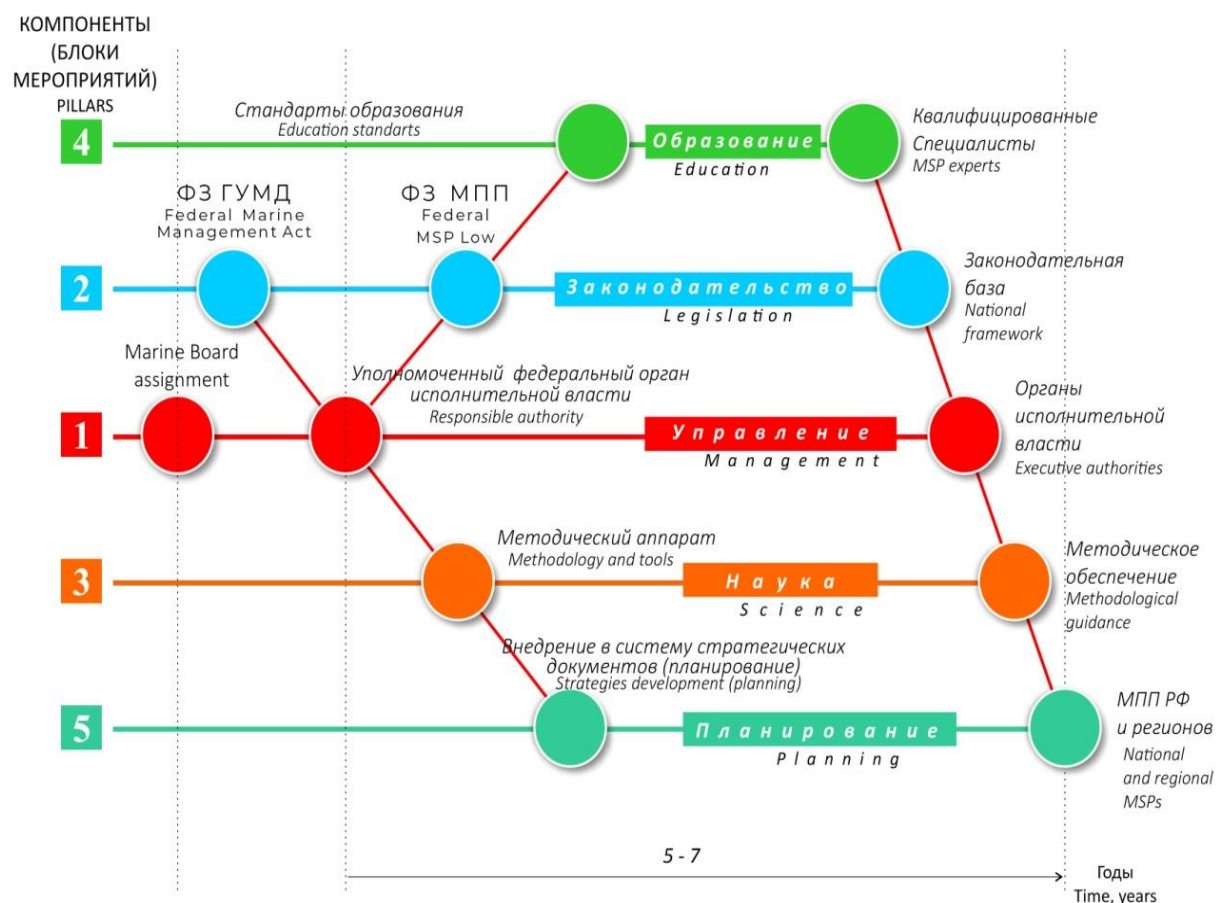 КОМПОНЕНТЫ
(БЛОКИ
МЕРОПРИЯТИЙ)
PILLARS
4
Стандарты образования
Education standarts
Образование
Education
Квалифицированные
Специалисты
MSP experts
ФЗ ГУМД
Federal Marine
Management Act
ФЗ МПП
Federal
MSP Low
2
Законодательство
Legislation
Законодательная
база
National
framework
Marine Board
assignment
1
Уполномоченный федеральный орган
исполнительной власти
Responsible authority
Управление
Management
Органы
исполнительной
власти
Executive authorities
3
Методический аппарат
Methodology and tools
Наука
Science
Методическое
обеспечение
Methodological
guidance
Внедрение в систему стратегических
документов (планирование)
Strategies development (planning)
5
Планирование
Planning
МПП РФ
и регионов
National
and regional
MSPs
5 - 7
Годы
Time, years